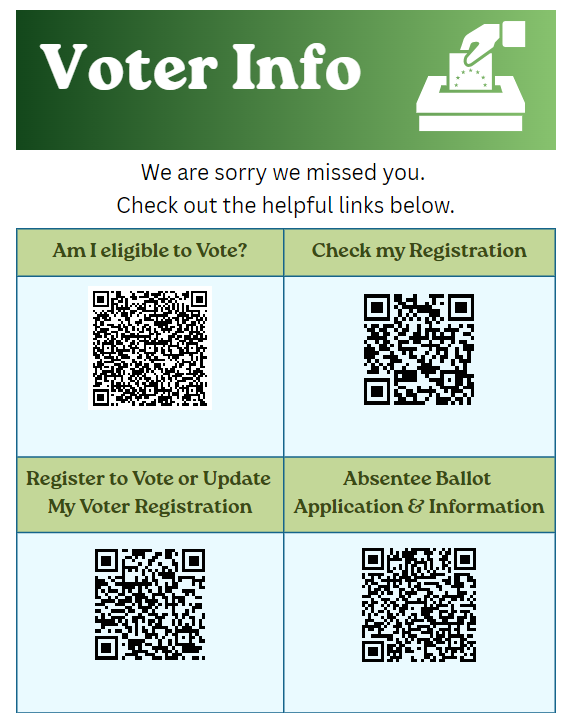 Voter Info
We are sorry we missed you.
Check out the helpful links below.
Am I eligible to Vote?
Check my Registration
Register to Vote or Update
My Voter Registration
Absentee Ballot
Application & Information